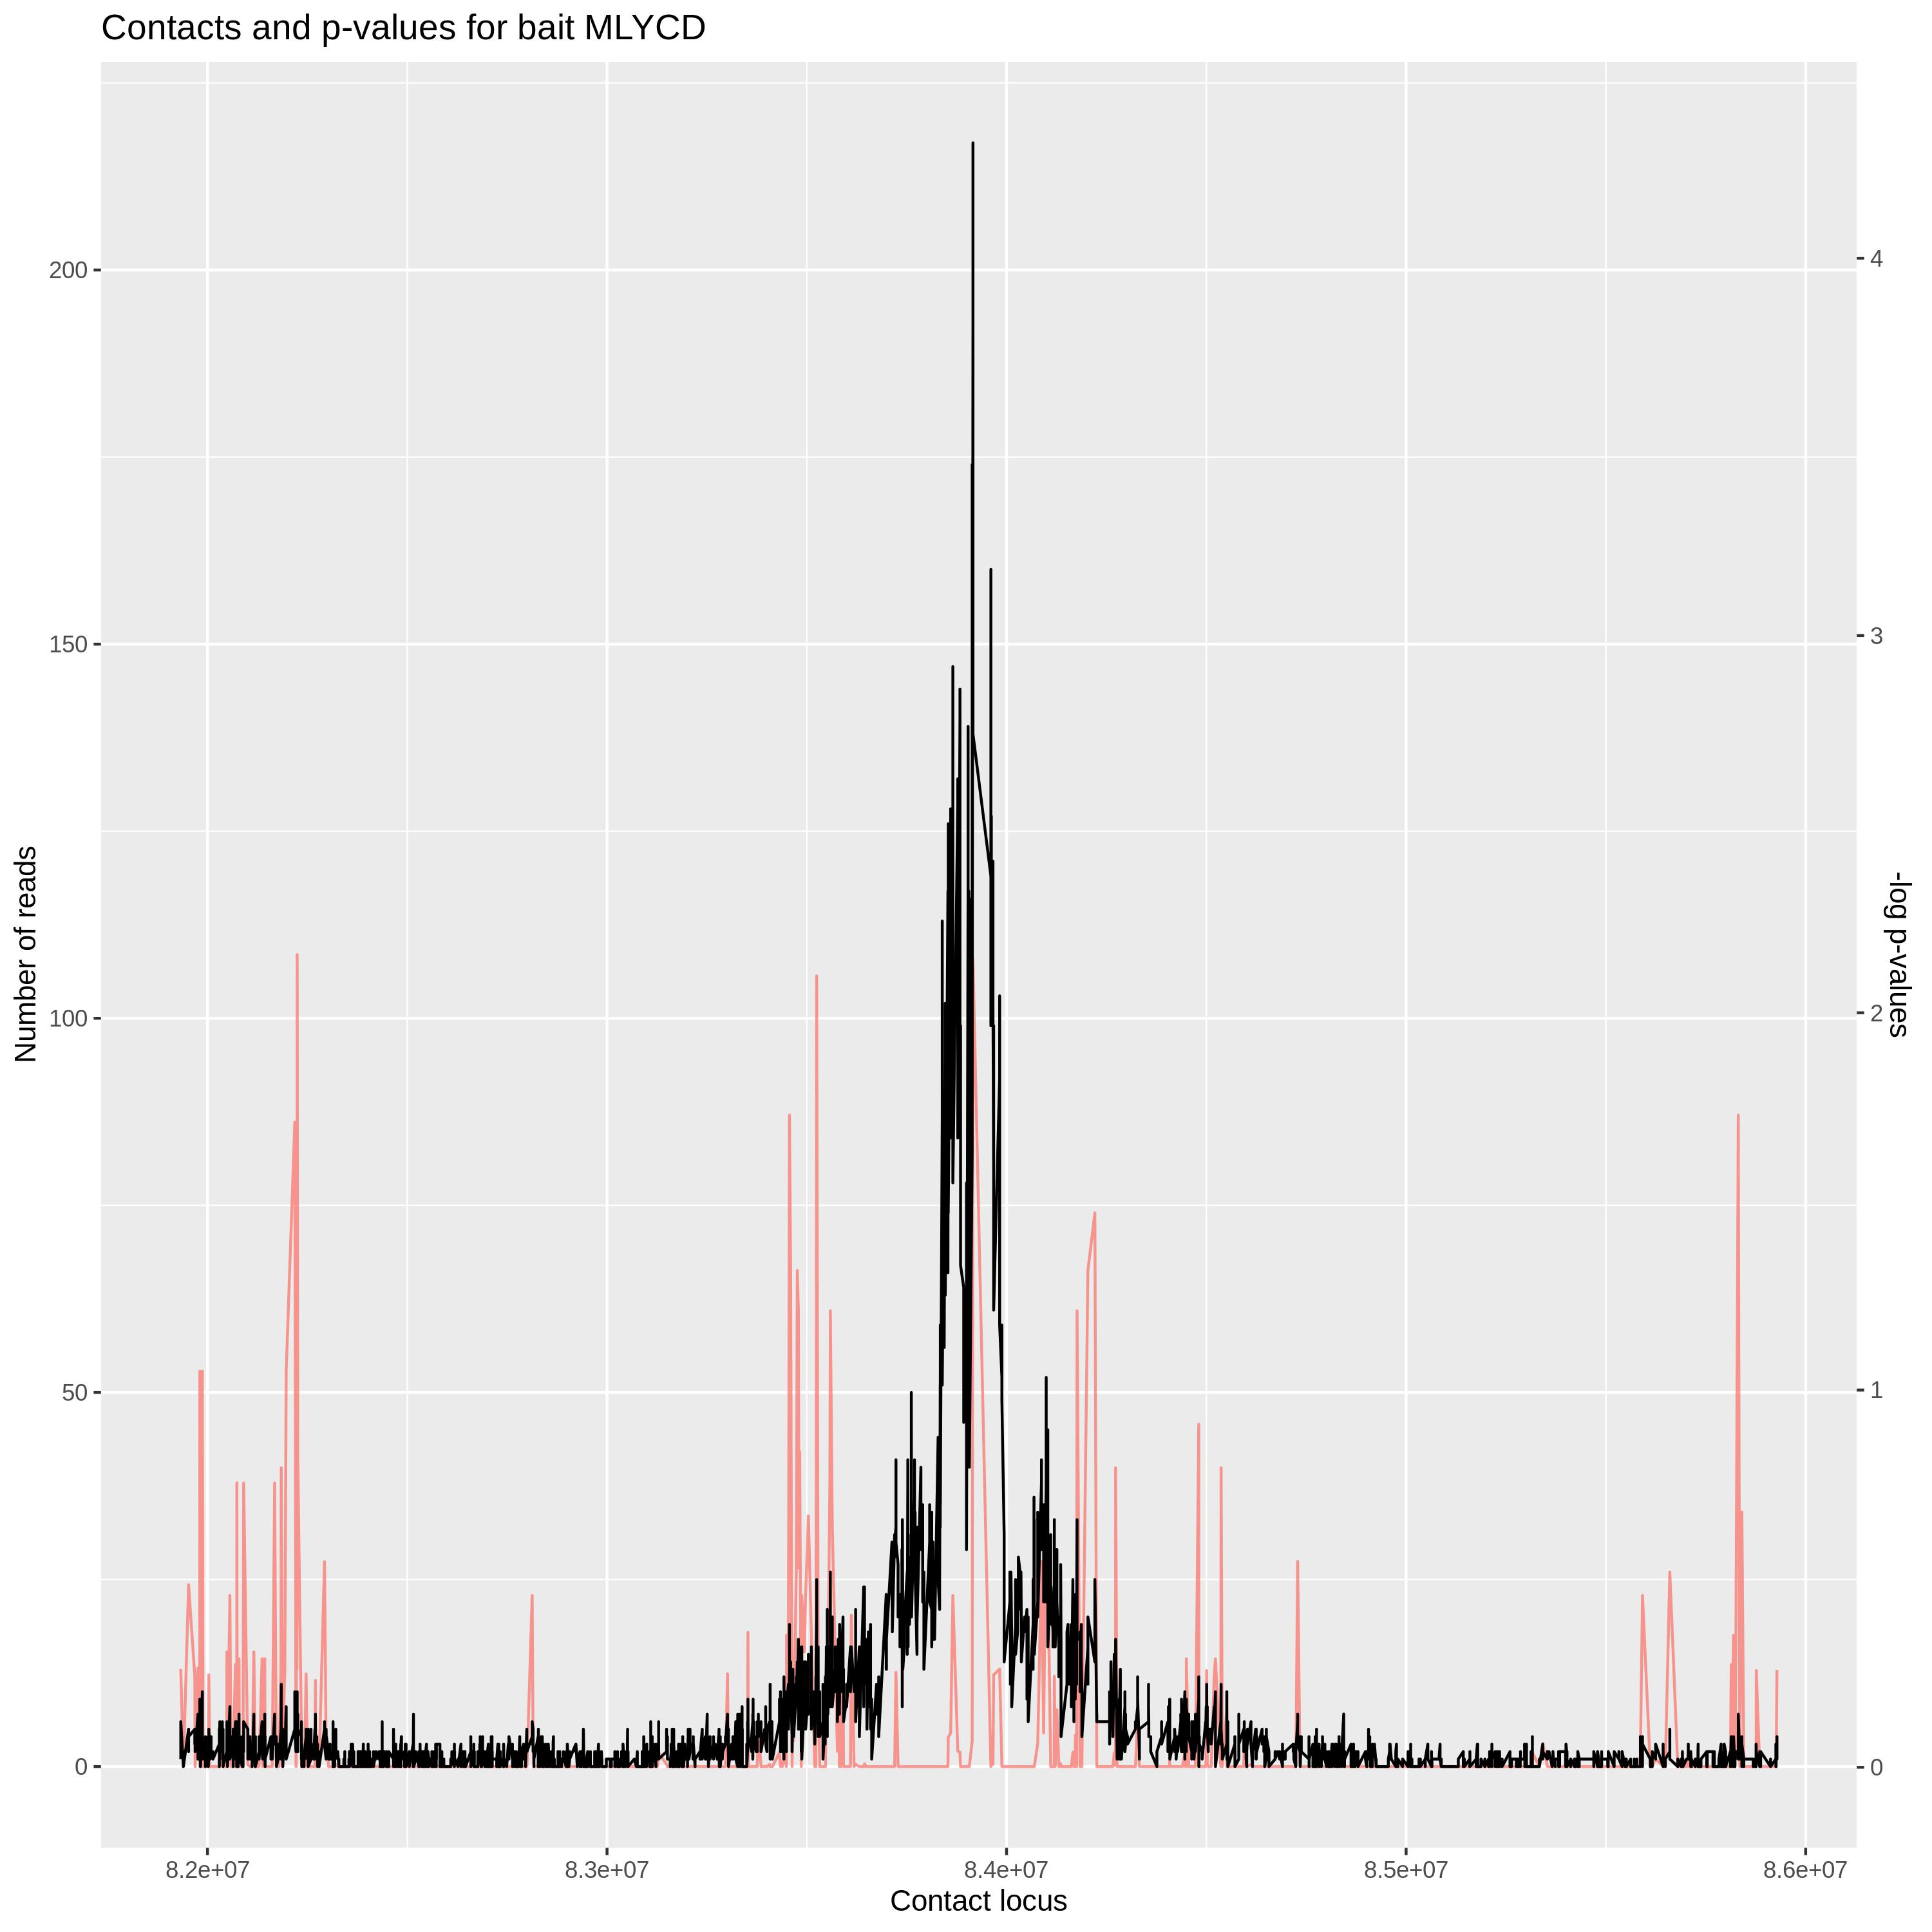 Contacts and p-values for bait MLYCD
Number of reads
200
150
100
50
0
4
3
2
1
0
-log p-values
8.2e+07
8.3e+07
8.4e+07
8.5e+07
8.6e+07
Contact locus